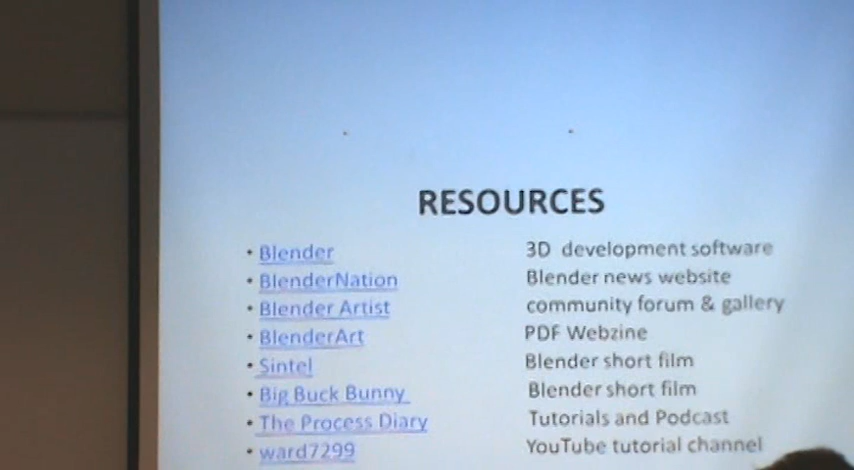 RESOURCES
• Blender 3D development software
• BlenderNation Blender news website
• Blender Artist community forum & gallery
• BlenderArt PDF Webzine
• Sintel Blender short film
• Big Buck Bunny Blender short film
• The Process Diary Tutorials and Podcast
• ward7299 YouTube tutorial channel